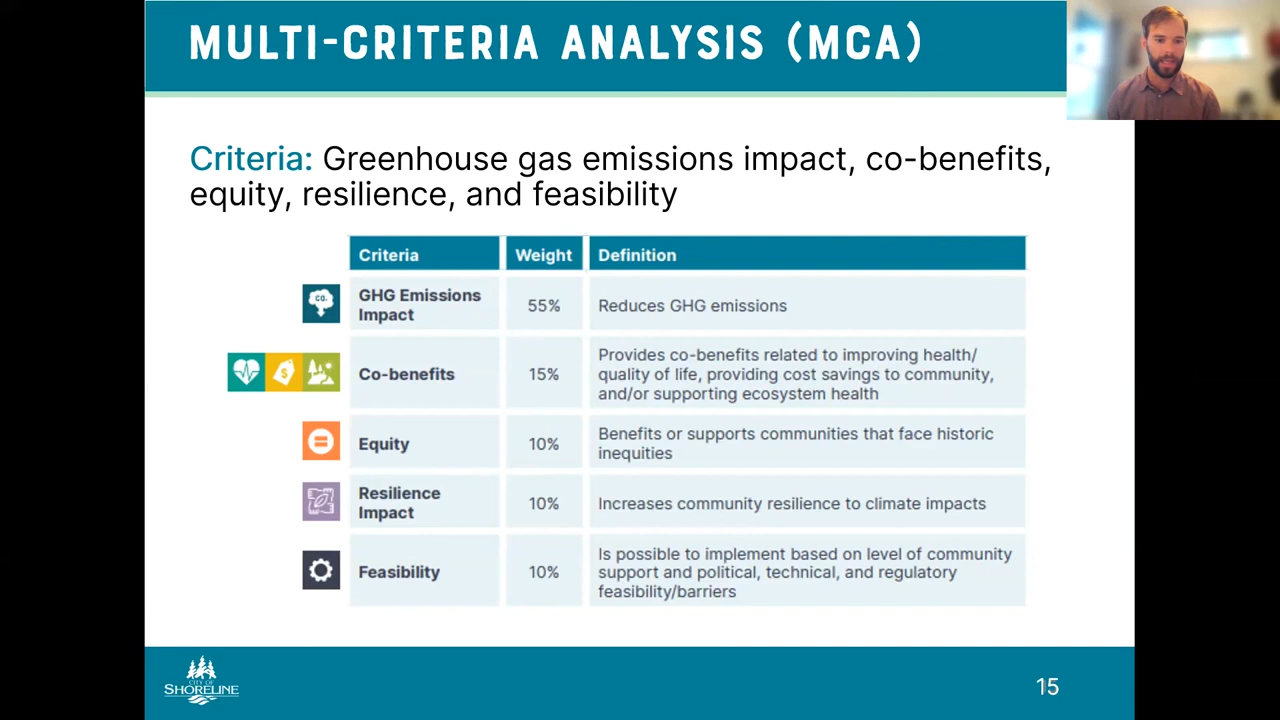 MULTI-CRITERIA ANALYSIS (MCA)
Criteria: Greenhouse gas emissions impact, co-benefits,
equity, resilience, and feasibility
Criteria Weight Definition
CO₂
GHG Emissions
Impact
55%
Reduces GHG emissions
$
Co-benefits
15%
Provides co-benefits related to improving health/
quality of life, providing cost savings to community,
and/or supporting ecosystem health
Equity
10%
Benefits or supports communities that face historic
inequities
Resilience
Impact
10%
Increases community resilience to climate impacts
Feasibility
10%
Is possible to implement based on level of community
support and political, technical, and regulatory
feasibility/barriers
CITY OF
SHORELINE
15